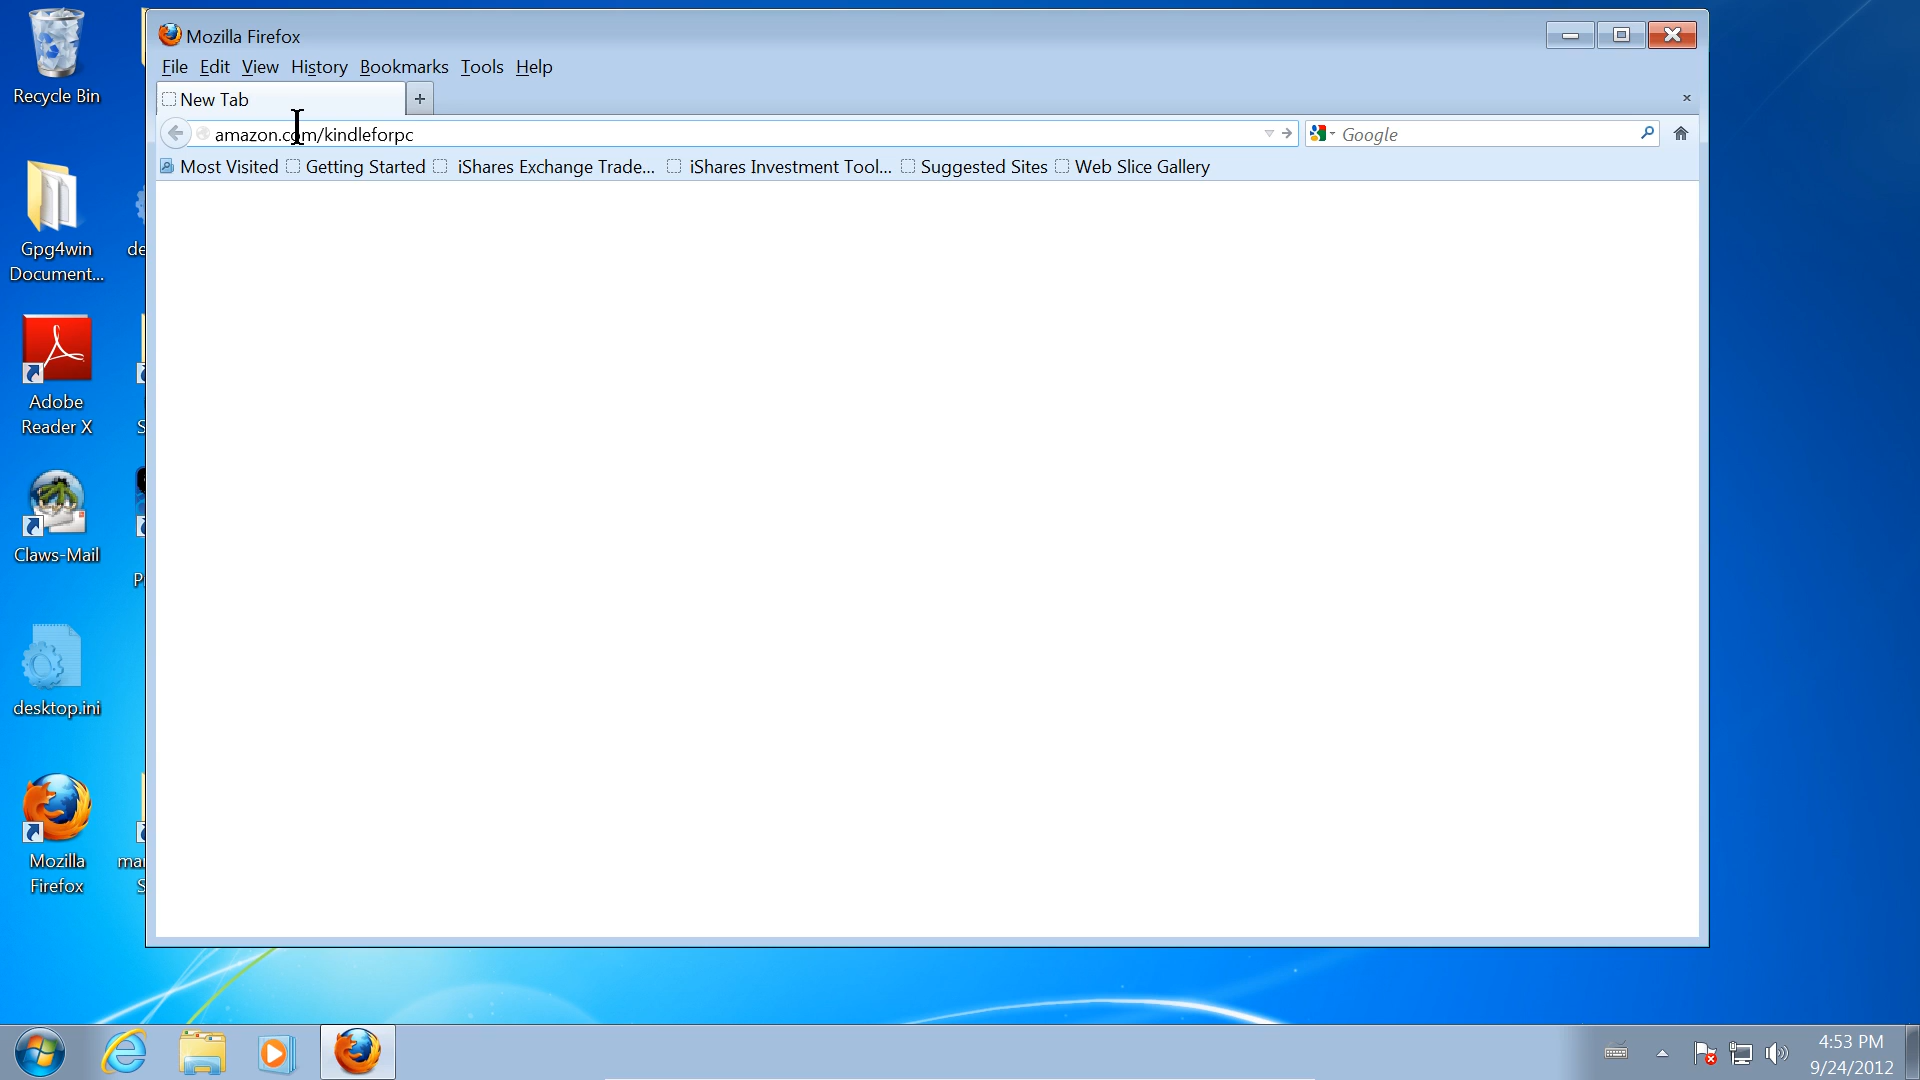 Recycle Bin
Gpg4win
Document...
Adobe
Reader X
Claws-Mail
desktop.ini
Mozilla
Firefox
Mozilla Firefox
File Edit View History Bookmarks Tools Help
New Tab
amazon.com/kindleforpc
Google
Most Visited Getting Started iShares Exchange Trade... iShares Investment Tool... Suggested Sites Web Slice Gallery
4:53 PM
9/24/2012